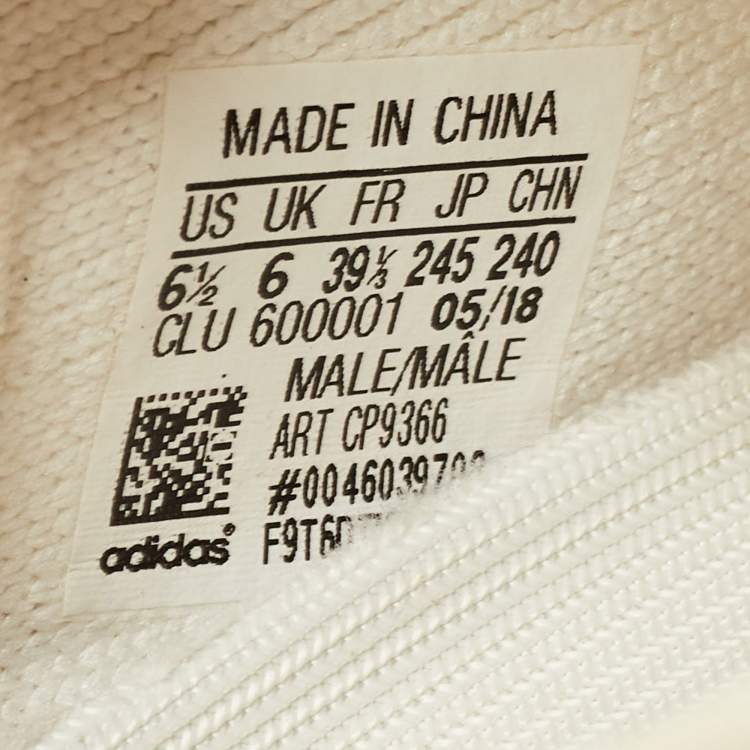 MADE IN CHINA
US UK FR JP CHN
6½ 6 39⅓ 245 240
CLU 600001 05/18
MALE/MÂLE
ART CP9366
adidas®